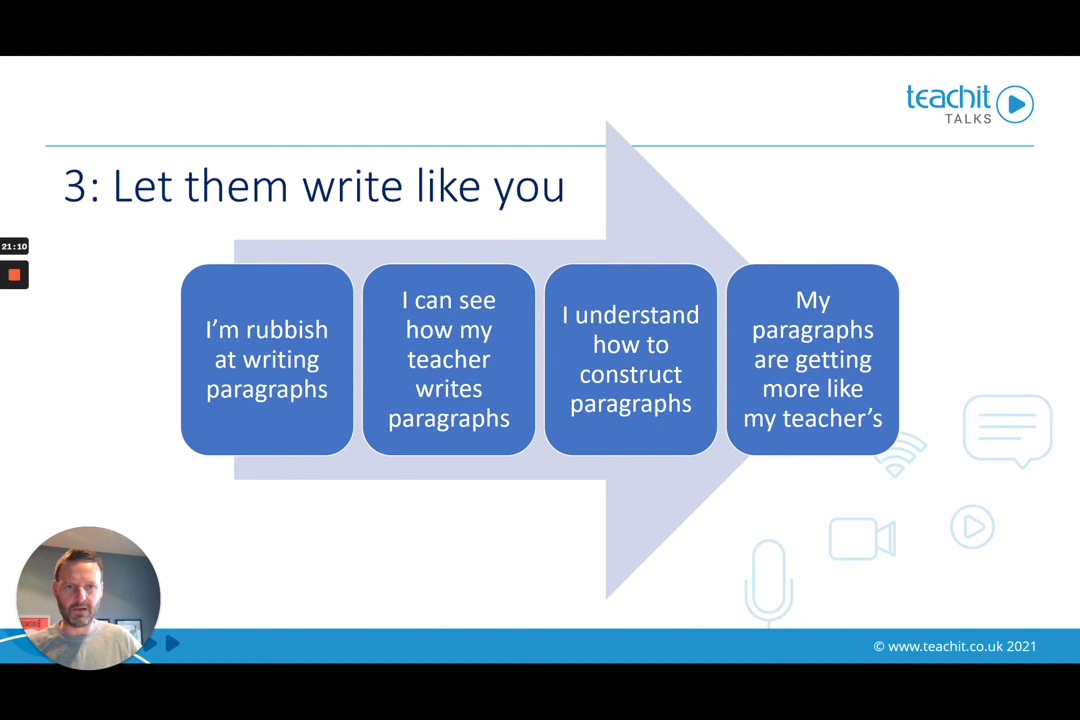 teachit
TALKS
3: Let them write like you
21:10
I'm rubbish
at writing
paragraphs
I can see
how my
teacher
writes
paragraphs
I understand
how to
construct
paragraphs
My
paragraphs
are getting
more like
my teacher's
© www.teachit.co.uk 2021